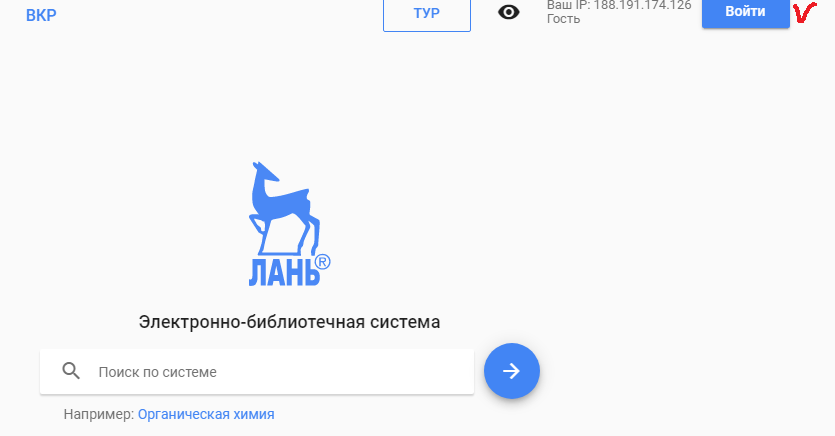 ВКР
ТУР
Ваш IP: 188.191.174.126
Гость
Войти
ЛАНЬ®
Электронно-библиотечная система
Поиск по системе
Например: Органическая химия